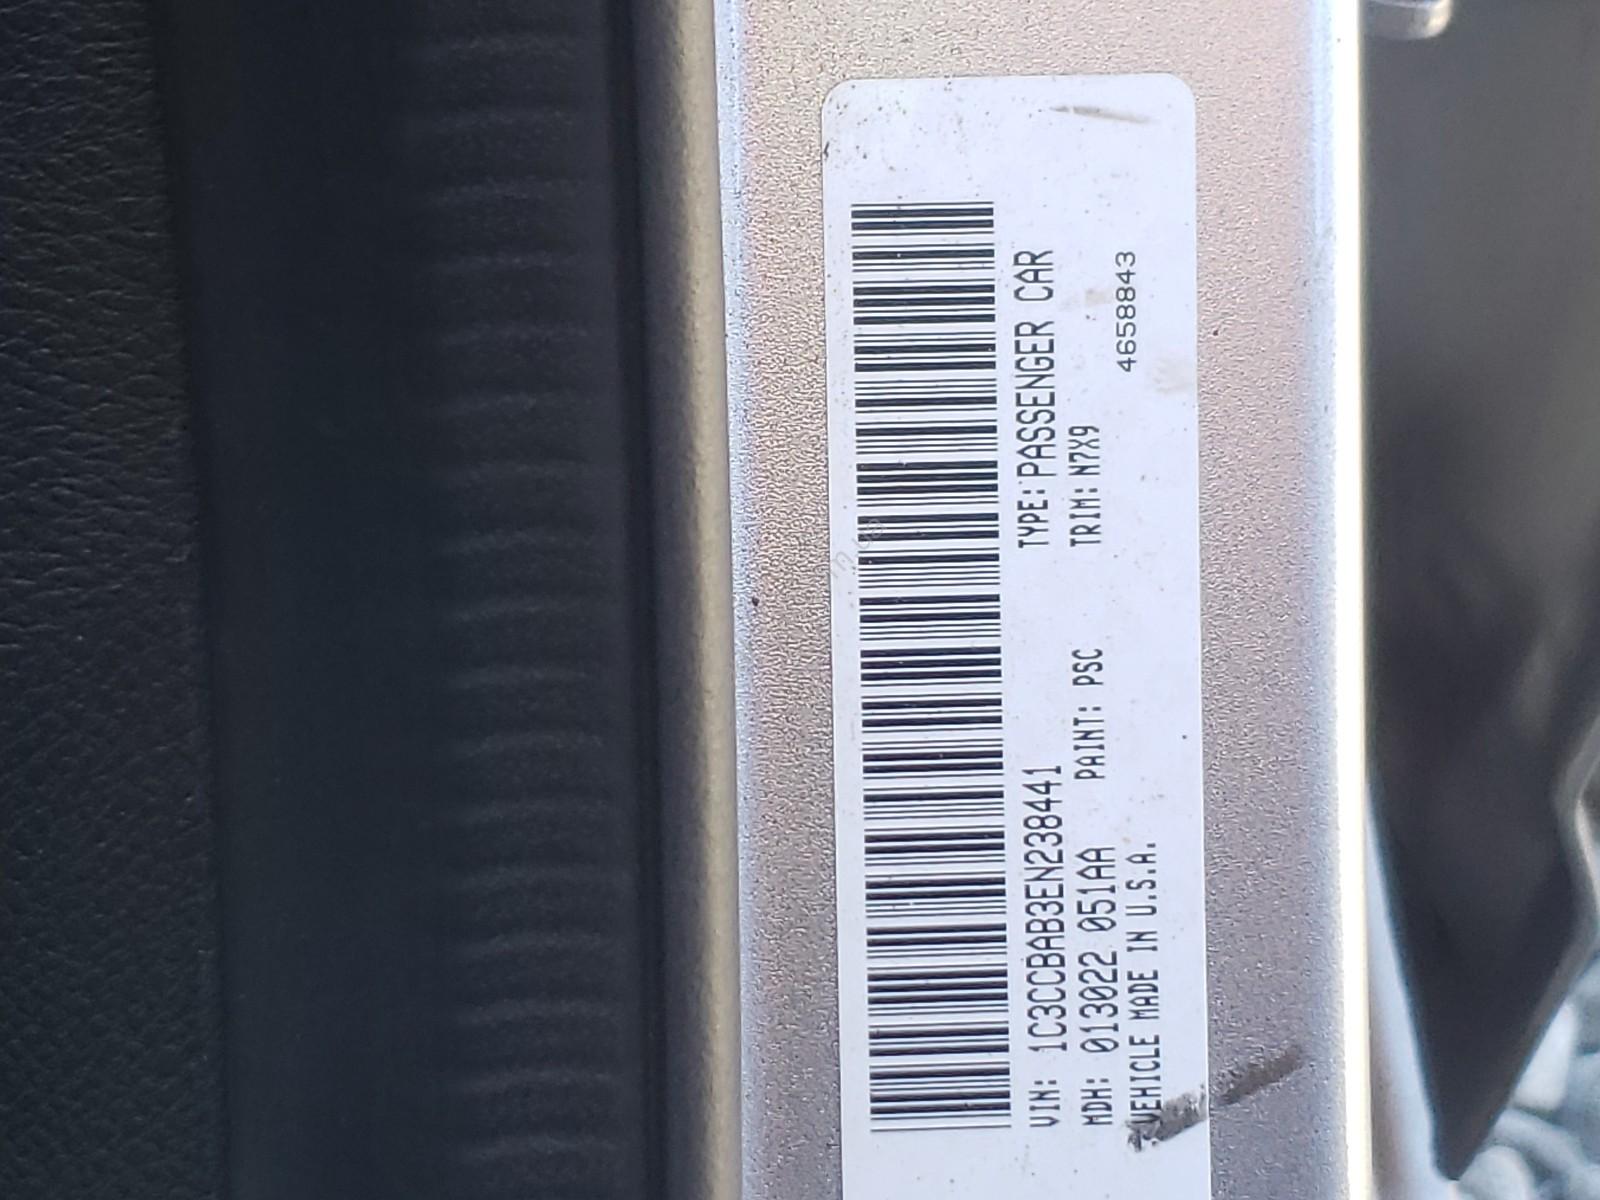 VIN: 1C3CCBAB3EN238441 TYPE: PASSENGER CAR
MDH: 013022 051AA PAINT: PSC TRIM: N7X9
VEHICLE MADE IN U.S.A. 4658843